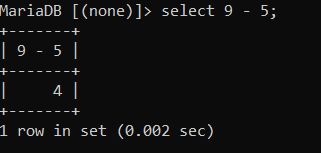 MariaDB [(none)]> select 9 - 5;
+-------+
| 9 - 5 |
+-------+
|     4 |
+-------+
1 row in set (0.002 sec)